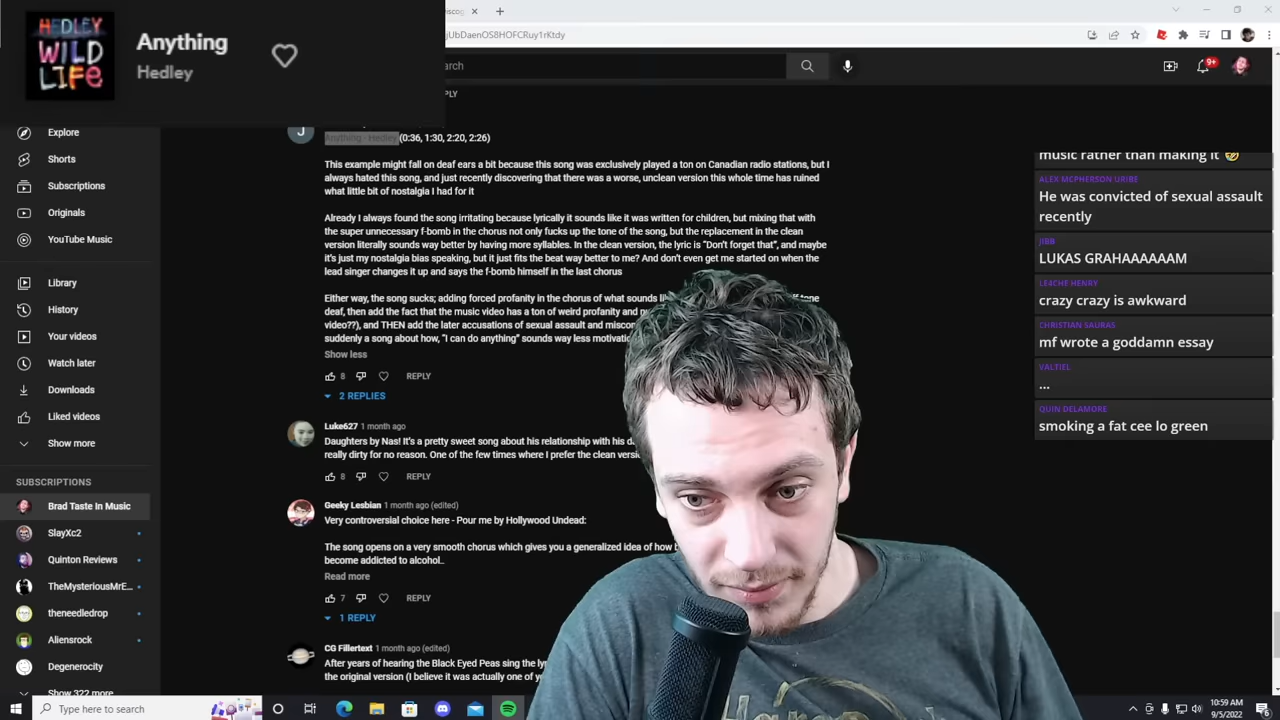 HEDLEY
WILD
LIFE
Anything
Hedley
jUbDaenOS8HOFCRuy1rKtdy
9+
Explore
Shorts
Subscriptions
Originals
YouTube Music
Library
History
Your videos
Watch later
Downloads
Liked videos
Show more
SUBSCRIPTIONS
Brad Taste In Music
SlayXc2
Quinton Reviews
TheMysteriousMrE...
theneedledrop
Aliensrock
Degenerocity
Show 322 more
J
Anything - Hedley (0:36, 1:30, 2:20, 2:26)
This example might fall on deaf ears a bit because this song was exclusively played a ton on Canadian radio stations, but I
always hated this song, and just recently discovering that there was a worse, unclean version this whole time has ruined
what little bit of nostalgia I had for it
Already I always found the song irritating because lyrically it sounds like it was written for children, but mixing that with
the super unnecessary f-bomb in the chorus not only fucks up the tone of the song, but the replacement in the clean
version literally sounds way better by having more syllables. In the clean version, the lyric is “Don’t forget that”, and maybe
it's just my nostalgia bias speaking, but it just fits the beat way better to me? And don't even get me started on when the
lead singer changes it up and says the f-bomb himself in the last chorus
Either way, the song sucks; adding forced profanity in the chorus of what sounds tone
deaf, then add the fact that the music video has a ton of weird profanity and
video??), and THEN add the later accusations of sexual assault and
suddenly a song about how, "I can do anything" sounds way less
Show less
8 REPLY
2 REPLIES
Luke627 1 month ago
Daughters by Nas! It's a pretty sweet song about his relationship with his
really dirty for no reason. One of the few times where I prefer the clean
8 REPLY
Geeky Lesbian 1 month ago (edited)
Very controversial choice here - Pour me by Hollywood Undead:
The song opens on a very smooth chorus which gives you a generalized idea of how
become addicted to alcohol..
Read more
7 REPLY
1 REPLY
CG Fillertext 1 month ago (edited)
After years of hearing the Black Eyed Peas sing the
the original version (I believe it was actually one of
music rather than making it
ALEX MCPHERSON URIBE
He was convicted of sexual assault
recently
JIBB
LUKAS GRAHAAAAAAM
LE4CHE HENRY
crazy crazy is awkward
CHRISTIAN SAURAS
mf wrote a goddamn essay
VALTIEL
...
QUIN DELAMORE
smoking a fat cee lo green
Type here to search
10:59 AM
9/5/2022